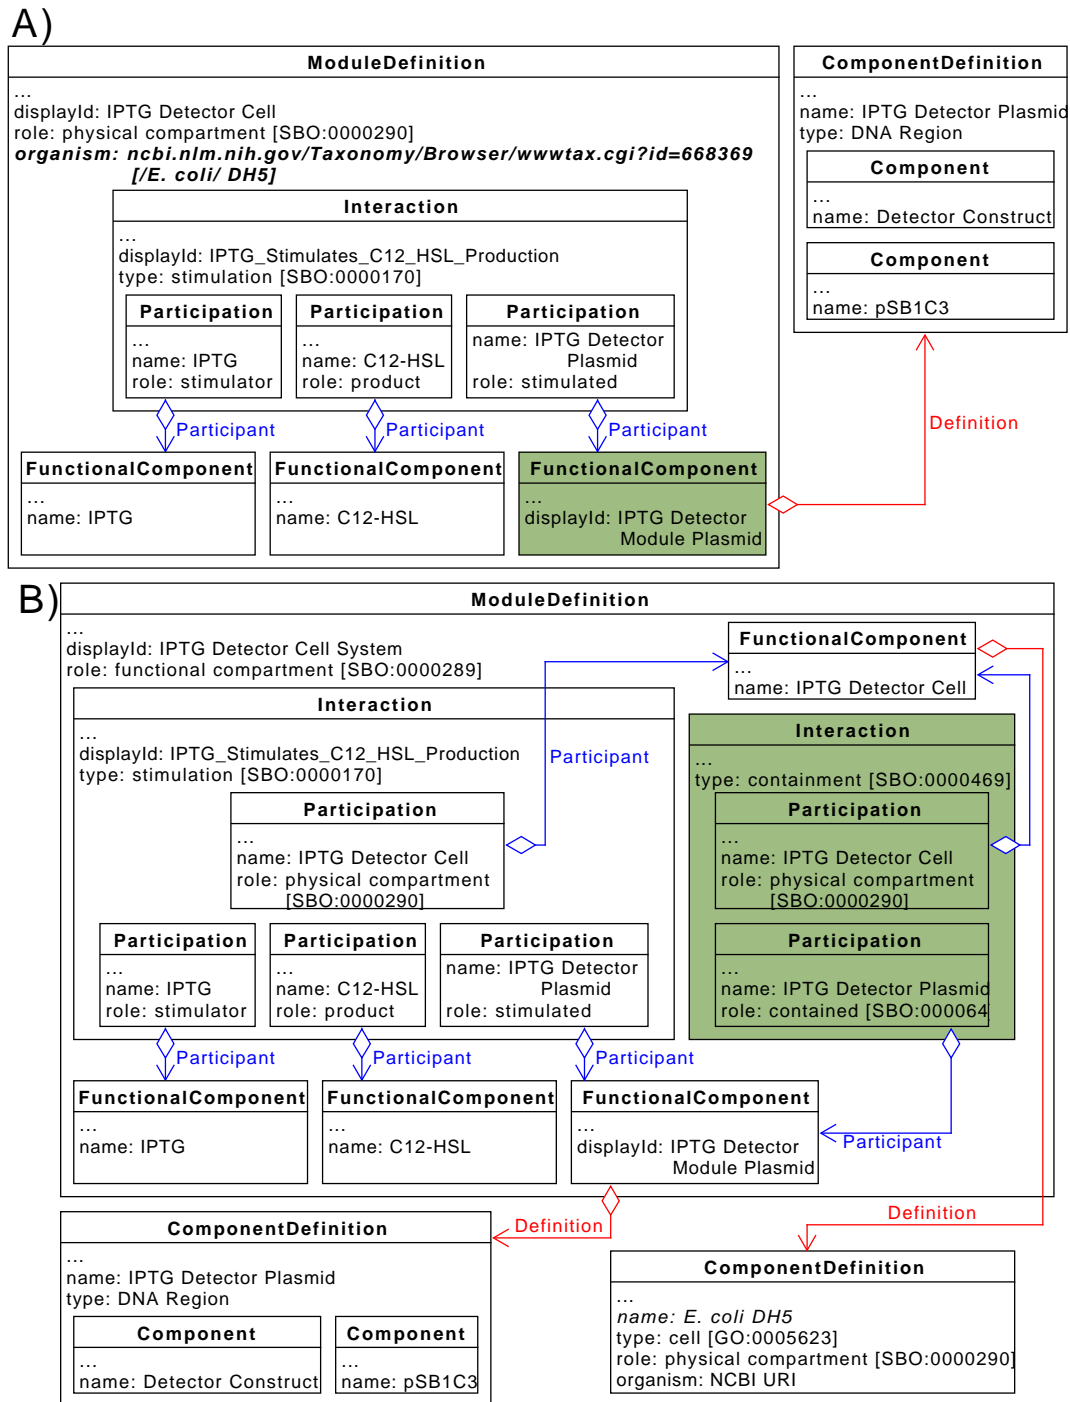 A)
ModuleDefinition
...
displayId: IPTG Detector Cell
role: physical compartment [SBO:0000290]
organism: ncbi.nlm.nih.gov/Taxonomy/Browser/wwwtax.cgi?id=668369
[/E. coli/ DH5]
Interaction
...
displayId: IPTG_Stimulates_C12_HSL_Production
type: stimulation [SBO:0000170]
Participation
...
name: IPTG
role: stimulator
Participation
...
name: C12-HSL
role: product
Participation
name: IPTG Detector
Plasmid
role: stimulated
Participant
Participant
Participant
FunctionalComponent
...
name: IPTG
FunctionalComponent
...
name: C12-HSL
FunctionalComponent
...
displayId: IPTG Detector
Module Plasmid
ComponentDefinition
...
name: IPTG Detector Plasmid
type: DNA Region
Component
...
name: Detector Construct
Component
...
name: pSB1C3
Definition
B)
ModuleDefinition
...
displayId: IPTG Detector Cell System
role: functional compartment [SBO:0000289]
FunctionalComponent
...
name: IPTG Detector Cell
Interaction
...
displayId: IPTG_Stimulates_C12_HSL_Production
type: stimulation [SBO:0000170]
Participation
...
name: IPTG Detector Cell
role: physical compartment
[SBO:0000290]
Participant
Participation
...
name: IPTG
role: stimulator
Participation
...
name: C12-HSL
role: product
Participation
name: IPTG Detector
Plasmid
role: stimulated
Interaction
...
type: containment [SBO:0000469]
Participation
...
name: IPTG Detector Cell
role: physical compartment
[SBO:0000290]
Participation
...
name: IPTG Detector Plasmid
role: contained [SBO:000064
Participant
Participant
Participant
Participant
FunctionalComponent
...
name: IPTG
FunctionalComponent
...
name: C12-HSL
FunctionalComponent
...
displayId: IPTG Detector
Module Plasmid
Definition
Definition
ComponentDefinition
...
name: IPTG Detector Plasmid
type: DNA Region
Component
...
name: Detector Construct
Component
...
name: pSB1C3
ComponentDefinition
...
name: E. coli DH5
type: cell [GO:0005623]
role: physical compartment [SBO:0000290]
organism: NCBI URI